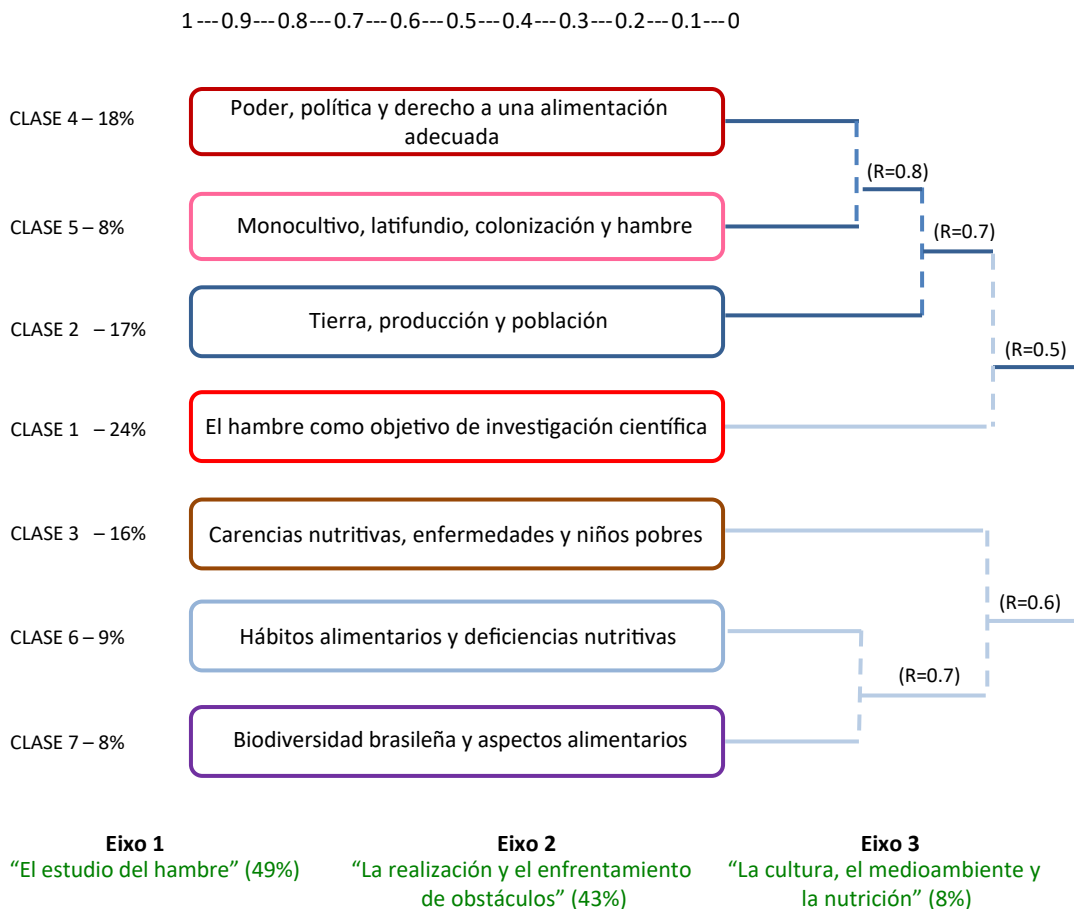 1 ---0.9---0.8---0.7---0.6---0.5---0.4---0.3---0.2---0.1---0
CLASE 4 – 18%
Poder, política y derecho a una alimentación
adecuada
(R=0.8)
CLASE 5 – 8%
Monocultivo, latifundio, colonización y hambre
(R=0.7)
CLASE 2 – 17%
Tierra, producción y población
(R=0.5)
CLASE 1 – 24%
El hambre como objetivo de investigación científica
CLASE 3 – 16%
Carencias nutritivas, enfermedades y niños pobres
(R=0.6)
CLASE 6 – 9%
Hábitos alimentarios y deficiencias nutritivas
(R=0.7)
CLASE 7 – 8%
Biodiversidad brasileña y aspectos alimentarios
Eixo 1
“El estudio del hambre” (49%)
Eixo 2
“La realización y el enfrentamiento
de obstáculos” (43%)
Eixo 3
“La cultura, el medioambiente y
la nutrición” (8%)